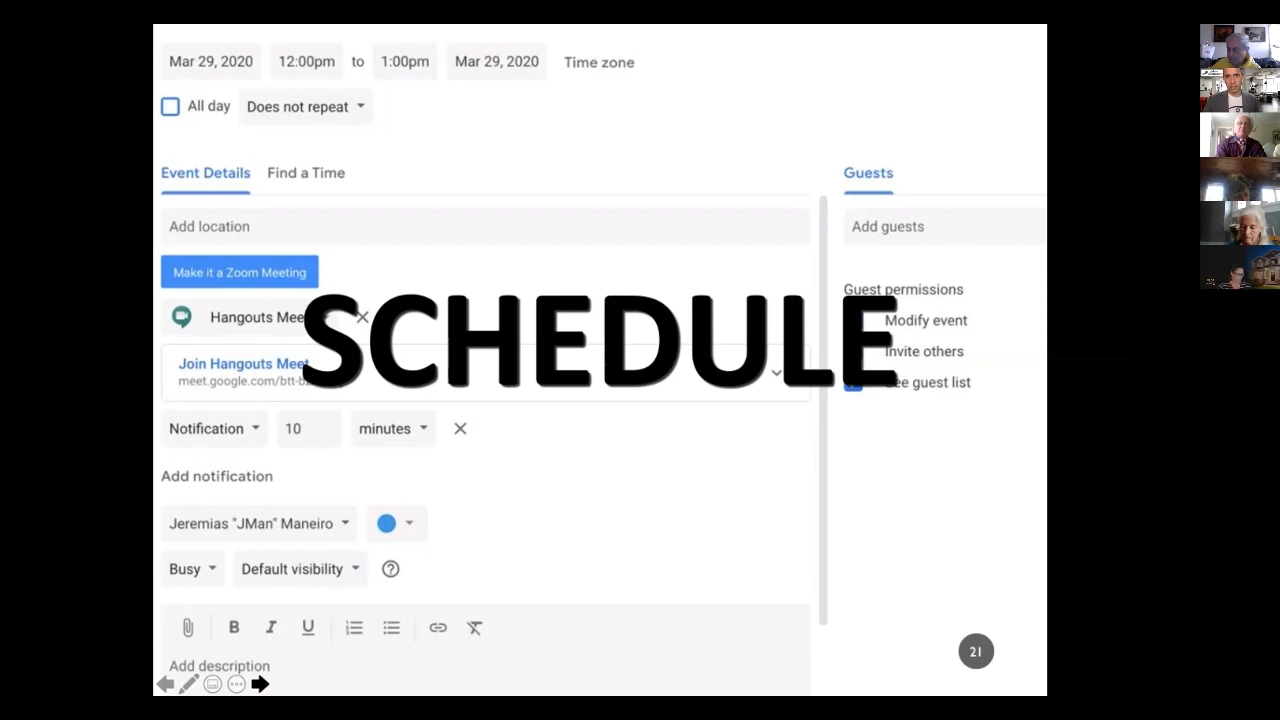 Mar 29, 2020 12:00pm to 1:00pm Mar 29, 2020 Time zone
All day Does not repeat
Event Details Find a Time
Guests
Add location
Add guests
Make it a Zoom Meeting
Guest permissions
Hangouts Mee
Modify event
SCHEDULE
Invite others
Join Hangouts Meet
meet.google.com/btt-b
See guest list
Notification 10 minutes
Add notification
Jeremias "JMan" Maneiro
Busy Default visibility
B I U
Add description
21